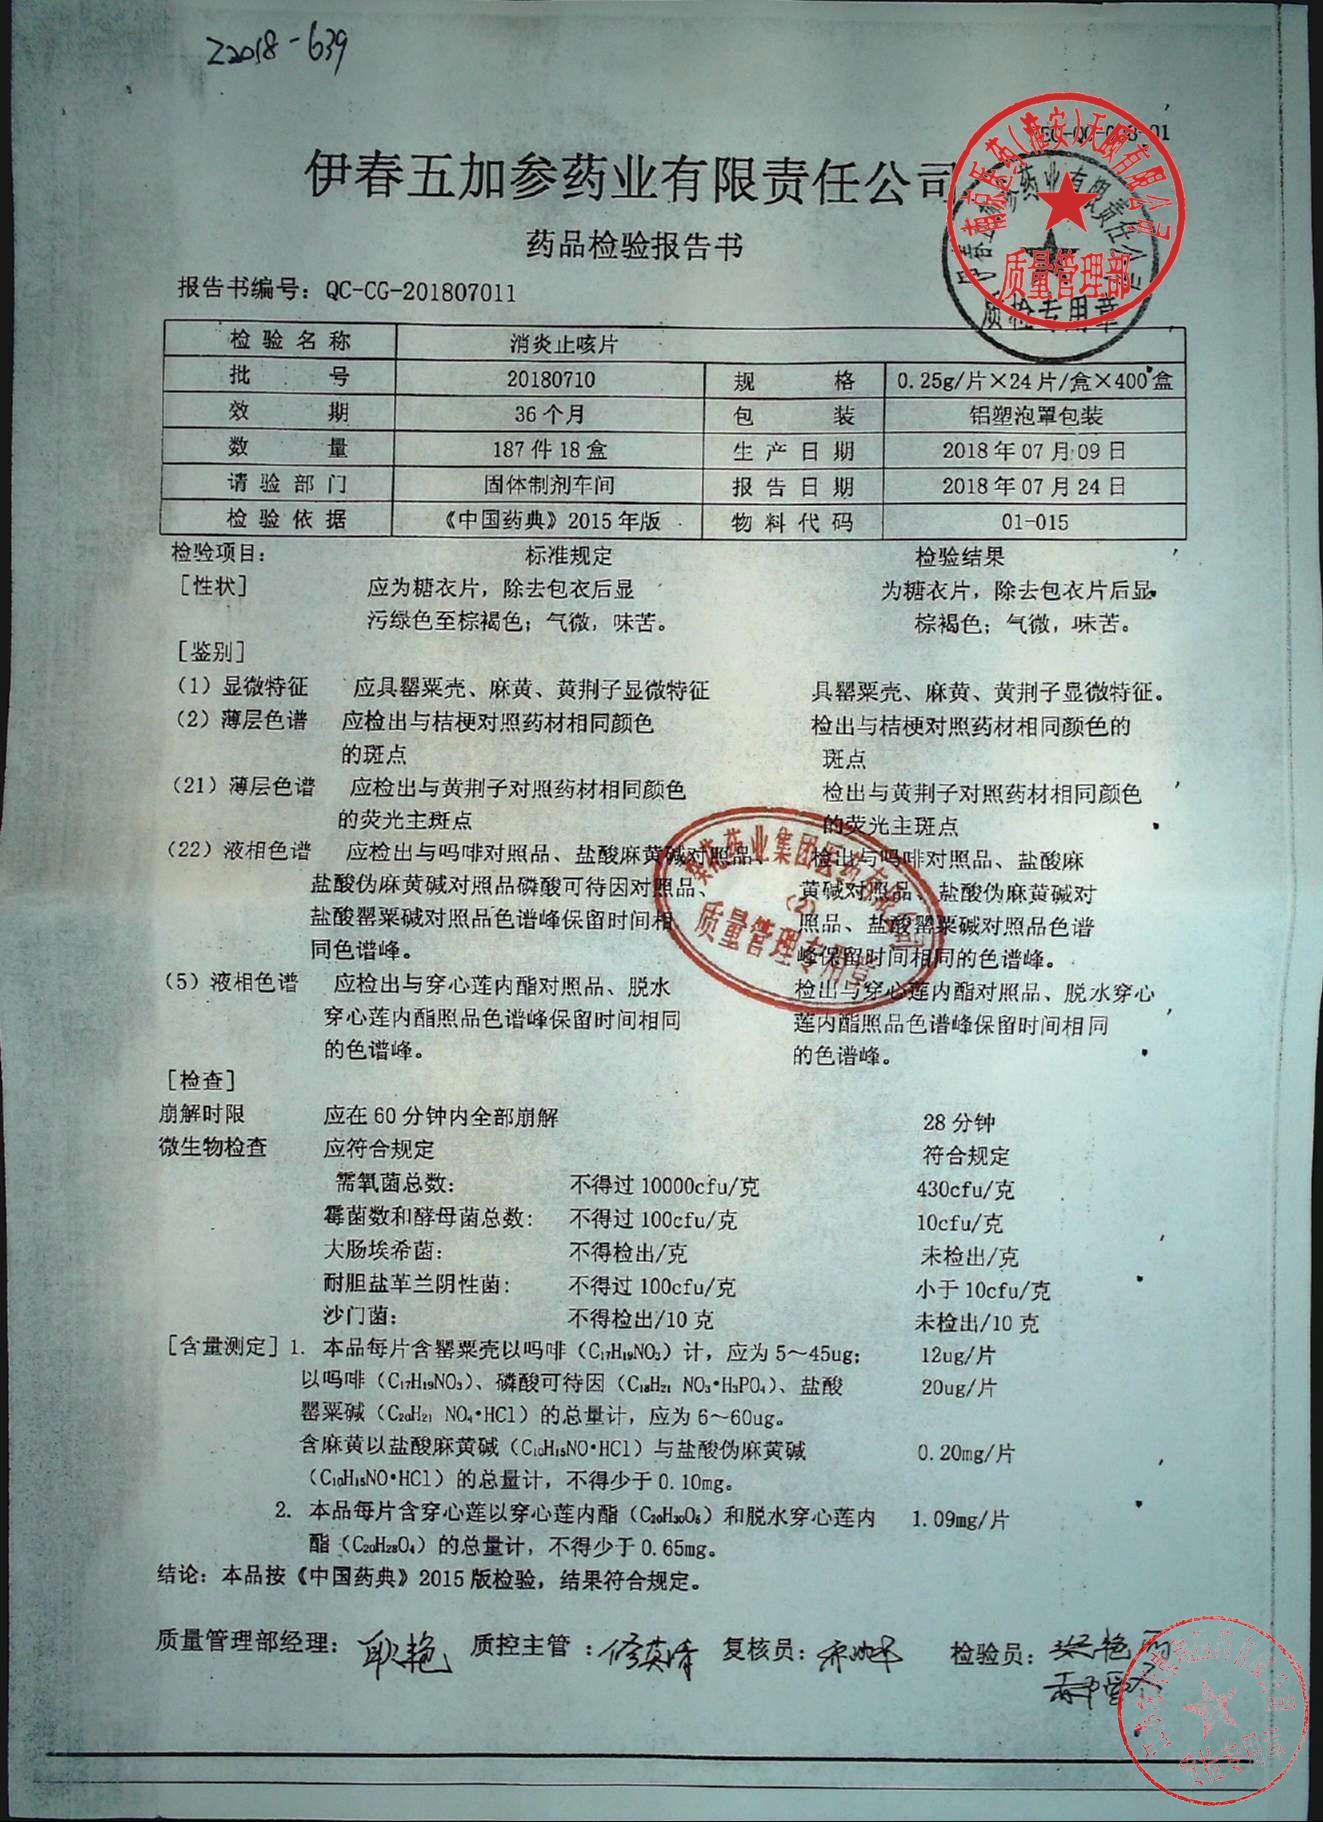 Z2018-639
伊春五加参药业有限责任公司
药品检验报告书
报告书编号：QC-CG-201807011
质量管理部
质检专用章
检验名称 消炎止咳片
批号 20180710 规格 0.25g/片×24片/盒×400盒
效期 36个月 包装 铝塑泡罩包装
数量 187件18盒 生产日期 2018年07月09日
请验部门 固体制剂车间 报告日期 2018年07月24日
检验依据 《中国药典》2015年版 物料代码 01-015
检验项目： 标准规定 检验结果
［性状］ 应为糖衣片，除去包衣后显 为糖衣片，除去包衣片后显
污绿色至棕褐色；气微，味苦。 棕褐色；气微，味苦。
［鉴别］
（1）显微特征 应具罂粟壳、麻黄、黄荆子显微特征 具罂粟壳、麻黄、黄荆子显微特征。
（2）薄层色谱 应检出与桔梗对照药材相同颜色 检出与桔梗对照药材相同颜色的
的斑点 斑点
（21）薄层色谱 应检出与黄荆子对照药材相同颜色 检出与黄荆子对照药材相同颜色
的荧光主斑点 的荧光主斑点
（22）液相色谱 应检出与吗啡对照品、盐酸麻黄碱对照品、 检出与吗啡对照品、盐酸麻
盐酸伪麻黄碱对照品磷酸可待因对照品、 黄碱对照品、盐酸伪麻黄碱对
盐酸罂粟碱对照品色谱峰保留时间相 照品、盐酸罂粟碱对照品色谱
同色谱峰。 峰保留时间相同的色谱峰。
（5）液相色谱 应检出与穿心莲内酯对照品、脱水 检出与穿心莲内酯对照品、脱水穿心
穿心莲内酯照品色谱峰保留时间相同 莲内酯照品色谱峰保留时间相同
的色谱峰。 的色谱峰。
（2）
质量管理专用章
［检查］
崩解时限 应在60分钟内全部崩解 28分钟
微生物检查 应符合规定 符合规定
需氧菌总数： 不得过10000cfu/克 430cfu/克
霉菌数和酵母菌总数： 不得过100cfu/克 10cfu/克
大肠埃希菌： 不得检出/克 未检出/克
耐胆盐革兰阴性菌： 不得过100cfu/克 小于10cfu/克
沙门菌： 不得检出/10克 未检出/10克
［含量测定］1. 本品每片含罂粟壳以吗啡（C₁₇H₁₉NO₃）计，应为5～45ug； 12ug/片
以吗啡（C₁₇H₁₉NO₃）、磷酸可待因（C₁₈H₂₁ NO₃•H₃PO₄）、盐酸 20ug/片
罂粟碱（C₂₀H₂₁ NO₄•HCl）的总量计，应为6～60ug。
含麻黄以盐酸麻黄碱（C₁₀H₁₅NO•HCl）与盐酸伪麻黄碱 0.20mg/片
（C₁₀H₁₅NO•HCl）的总量计，不得少于0.10mg。
2. 本品每片含穿心莲以穿心莲内酯（C₂₀H₃₀O₅）和脱水穿心莲内 1.09mg/片
酯（C₂₀H₂₈O₄）的总量计，不得少于0.65mg。
结论：本品按《中国药典》2015版检验，结果符合规定。
质量管理部经理： 耿艳 质控主管： 修英清 复核员： 检验员：